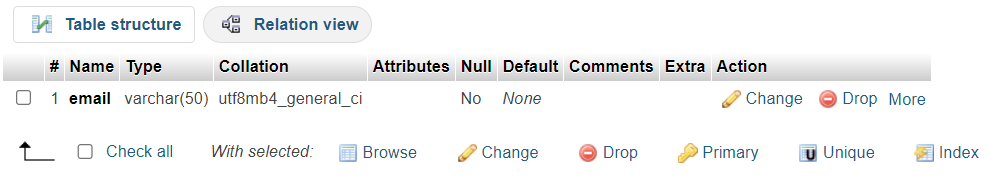 Table structure Relation view
# Name Type Collation Attributes Null Default Comments Extra Action
1 email varchar(50) utf8mb4_general_ci No None Change Drop More
Check all With selected: Browse Change Drop Primary U Unique Index